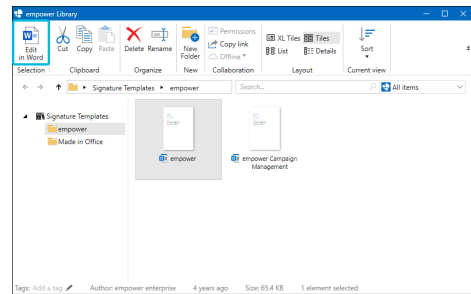 empower Library
Edit in Word
Cut
Copy
Paste
Delete
Rename
New Folder
Permissions
Copy link
Offline
XL Tiles
Tiles
List
Details
Sort
Selection
Clipboard
Organize
New
Collaboration
Layout
Current view
Signature Templates
empower
Search...
All items
Signature Templates
empower
Made in Office
empower
empower Campaign
Management
Tags: Add a tag
Author: empower enterprise
4 years ago
Size: 65.4 KB
1 element selected